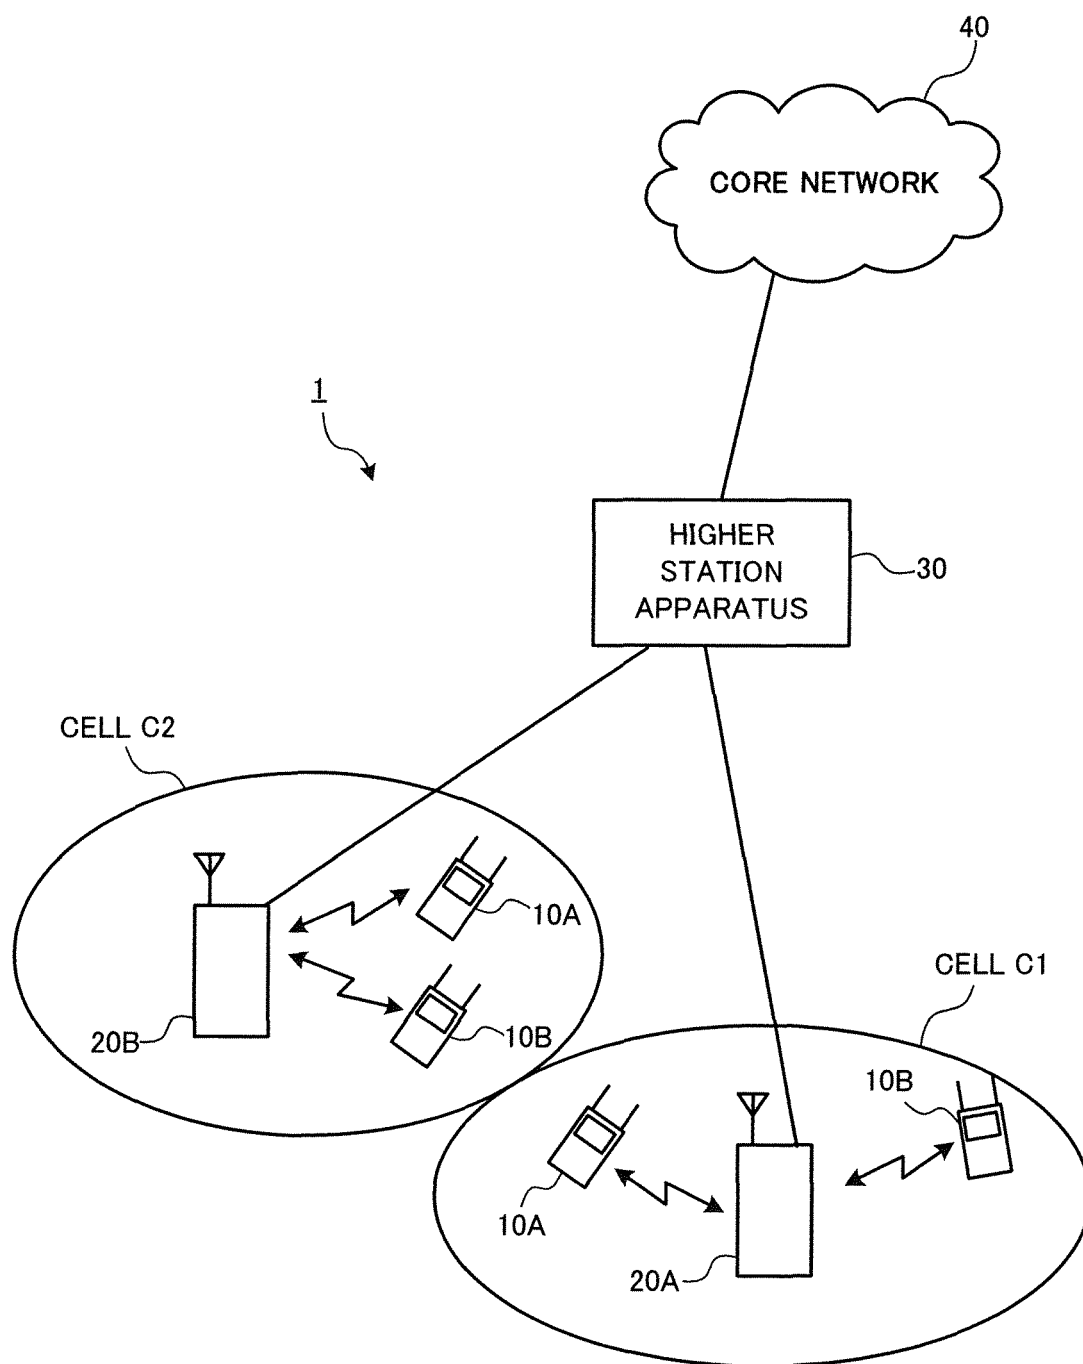 40
CORE NETWORK
1
HIGHER
STATION
APPARATUS
30
CELL C2
10A
CELL C1
20B
10B
10B
10A
20A